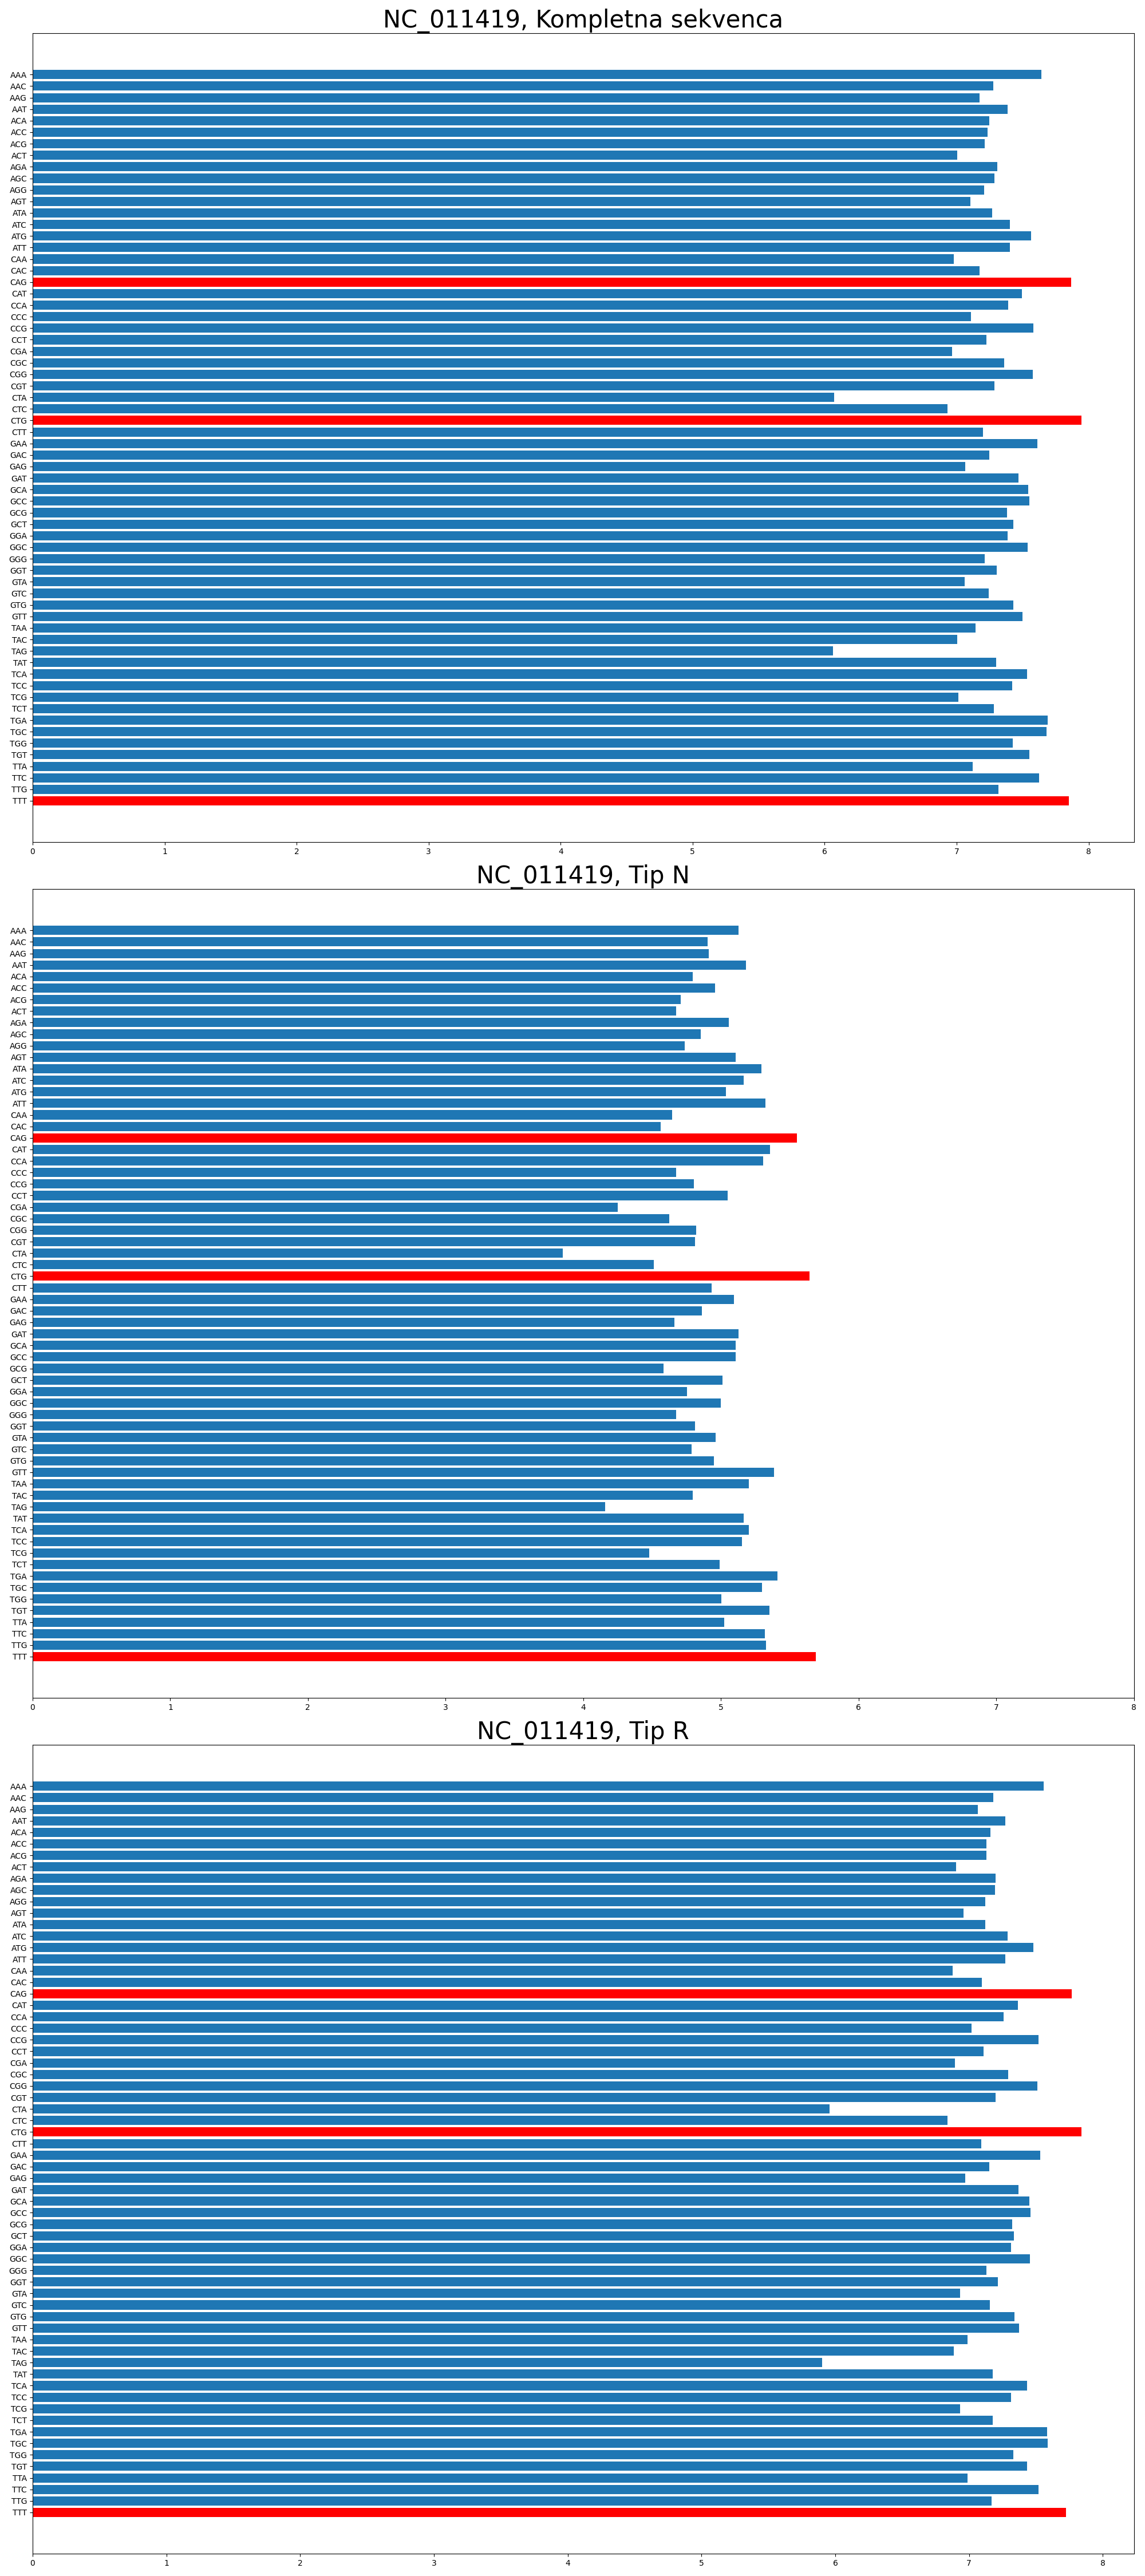 NC_011419, Kompletna sekvenca
AAA
AAC
AAG
AAT
ACA
ACC
ACG
ACT
AGA
AGC
AGG
AGT
ATA
ATC
ATG
ATT
CAA
CAC
CAG
CAT
CCA
CCC
CCG
CCT
CGA
CGC
CGG
CGT
CTA
CTC
CTG
CTT
GAA
GAC
GAG
GAT
GCA
GCC
GCG
GCT
GGA
GGC
GGG
GGT
GTA
GTC
GTG
GTT
TAA
TAC
TAG
TAT
TCA
TCC
TCG
TCT
TGA
TGC
TGG
TGT
TTA
TTC
TTG
TTT
0 1 2 3 4 5 6 7 8
NC_011419, Tip N
AAA
AAC
AAG
AAT
ACA
ACC
ACG
ACT
AGA
AGC
AGG
AGT
ATA
ATC
ATG
ATT
CAA
CAC
CAG
CAT
CCA
CCC
CCG
CCT
CGA
CGC
CGG
CGT
CTA
CTC
CTG
CTT
GAA
GAC
GAG
GAT
GCA
GCC
GCG
GCT
GGA
GGC
GGG
GGT
GTA
GTC
GTG
GTT
TAA
TAC
TAG
TAT
TCA
TCC
TCG
TCT
TGA
TGC
TGG
TGT
TTA
TTC
TTG
TTT
0 1 2 3 4 5 6 7 8
NC_011419, Tip R
AAA
AAC
AAG
AAT
ACA
ACC
ACG
ACT
AGA
AGC
AGG
AGT
ATA
ATC
ATG
ATT
CAA
CAC
CAG
CAT
CCA
CCC
CCG
CCT
CGA
CGC
CGG
CGT
CTA
CTC
CTG
CTT
GAA
GAC
GAG
GAT
GCA
GCC
GCG
GCT
GGA
GGC
GGG
GGT
GTA
GTC
GTG
GTT
TAA
TAC
TAG
TAT
TCA
TCC
TCG
TCT
TGA
TGC
TGG
TGT
TTA
TTC
TTG
TTT
0 1 2 3 4 5 6 7 8